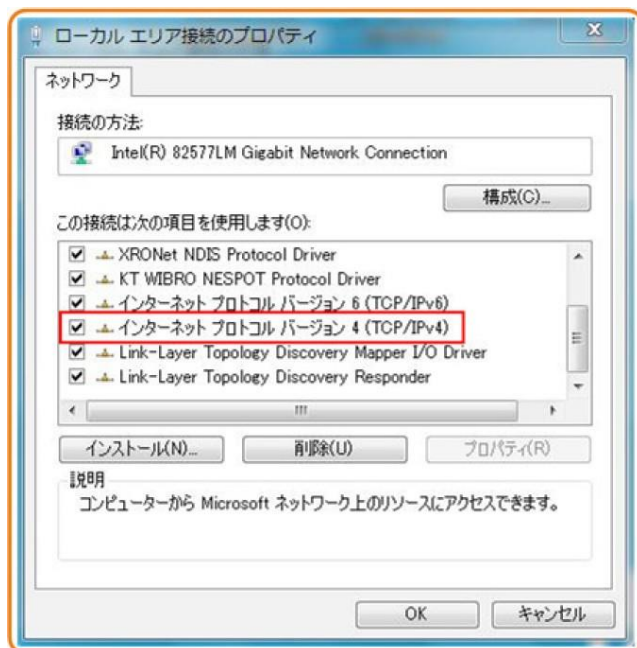 ローカル エリア接続のプロパティ
ネットワーク
接続の方法:
Intel(R) 82577LM Gigabit Network Connection
構成(C)...
この接続は次の項目を使用します(O):
XRONet NDIS Protocol Driver
KT WIBRO NESPOT Protocol Driver
インターネット プロトコル バージョン 6 (TCP/IPv6)
インターネット プロトコル バージョン 4 (TCP/IPv4)
Link-Layer Topology Discovery Mapper I/O Driver
Link-Layer Topology Discovery Responder
インストール(N)... 削除(U) プロパティ(R)
説明
コンピューターから Microsoft ネットワーク上のリソースにアクセスできます。
OK キャンセル